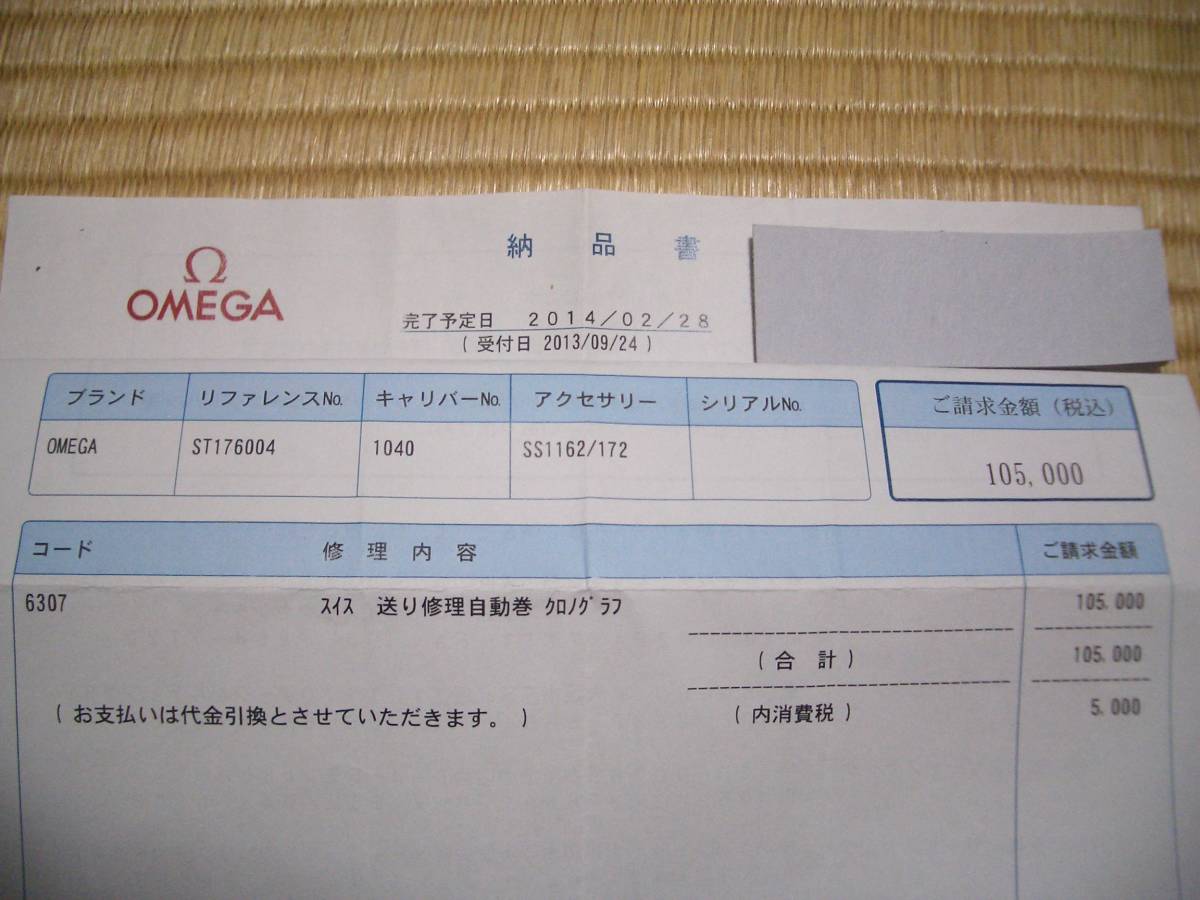 納品書
Ω
OMEGA
完了予定日 2014/02/28
( 受付日 2013/09/24 )
ブランド リファレンスNo. キャリバーNo. アクセサリー シリアルNo. ご請求金額(税込)
OMEGA ST176004 1040 SS1162/172
105,000
コード 修理内容 ご請求金額
6307 ｽｲｽ 送り修理自動巻 ｸﾛﾉｸﾞﾗﾌ 105,000
( 合 計 ) 105,000
( お支払いは代金引換とさせていただきます。 ) ( 内消費税 ) 5,000